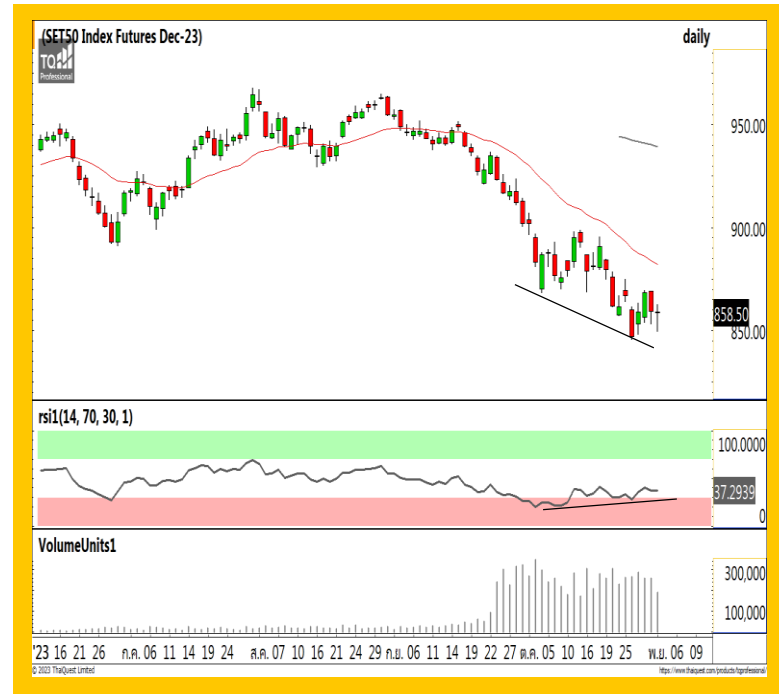 (SET50 Index Futures Dec-23) daily
TQ
Professional
950.00
900.00
858.50
850.00
rsi1(14, 70, 30, 1)
100.0000
37.2939
0
VolumeUnits1
300,000
100,000
'23 16 21 26 ก.ค. 06 11 14 19 24 ส.ค. 07 10 16 21 24 29 ก.ย. 06 11 14 19 22 27 ต.ค. 05 10 16 19 25 พ.ย. 06 09
© 2023 ThaiQuest Limited https://www.thaiquest.com/products/tqprofessional/